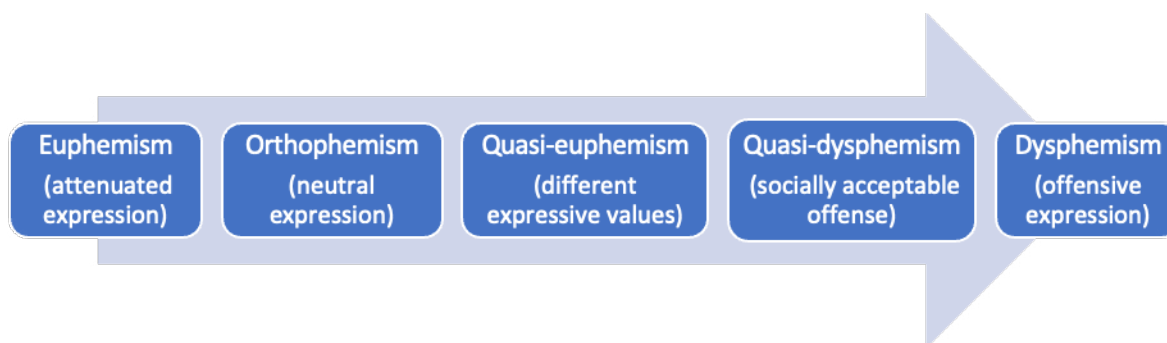 Euphemism
(attenuated
expression)
Orthophemism
(neutral
expression)
Quasi-euphemism
(different
expressive values)
Quasi-dysphemism
(socially acceptable
offense)
Dysphemism
(offensive
expression)